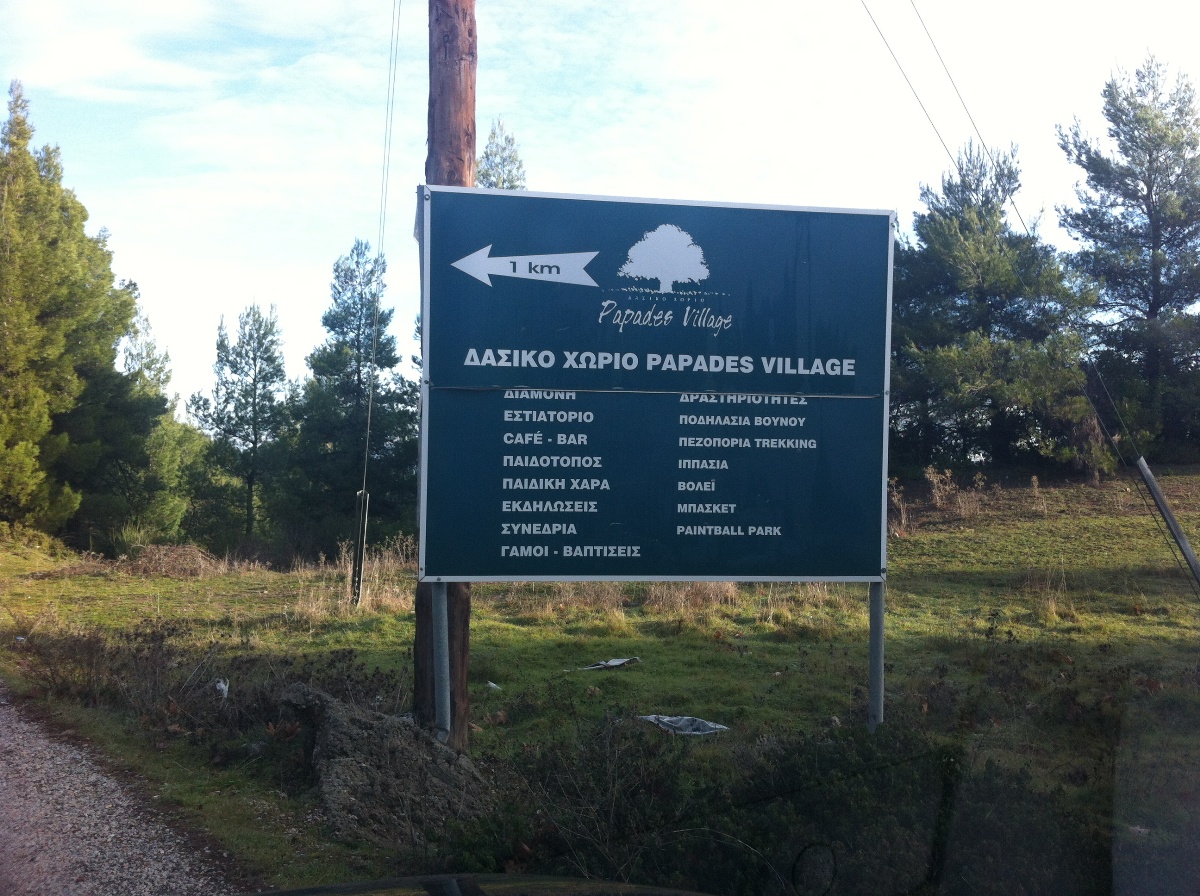 1 km
ΔΑΣΙΚΟ ΧΩΡΙΟ
Papades Village
ΔΑΣΙΚΟ ΧΩΡΙΟ PAPADES VILLAGE
ΔΙΑΜΟΝΗ
ΕΣΤΙΑΤΟΡΙΟ
CAFÉ - BAR
ΠΑΙΔΟΤΟΠΟΣ
ΠΑΙΔΙΚΗ ΧΑΡΑ
ΕΚΔΗΛΩΣΕΙΣ
ΣΥΝΕΔΡΙΑ
ΓΑΜΟΙ - ΒΑΠΤΙΣΕΙΣ
ΔΡΑΣΤΗΡΙΟΤΗΤΕΣ
ΠΟΔΗΛΑΣΙΑ ΒΟΥΝΟΥ
ΠΕΖΟΠΟΡΙΑ TREKKING
ΙΠΠΑΣΙΑ
ΒΟΛΕΪ
ΜΠΑΣΚΕΤ
PAINTBALL PARK